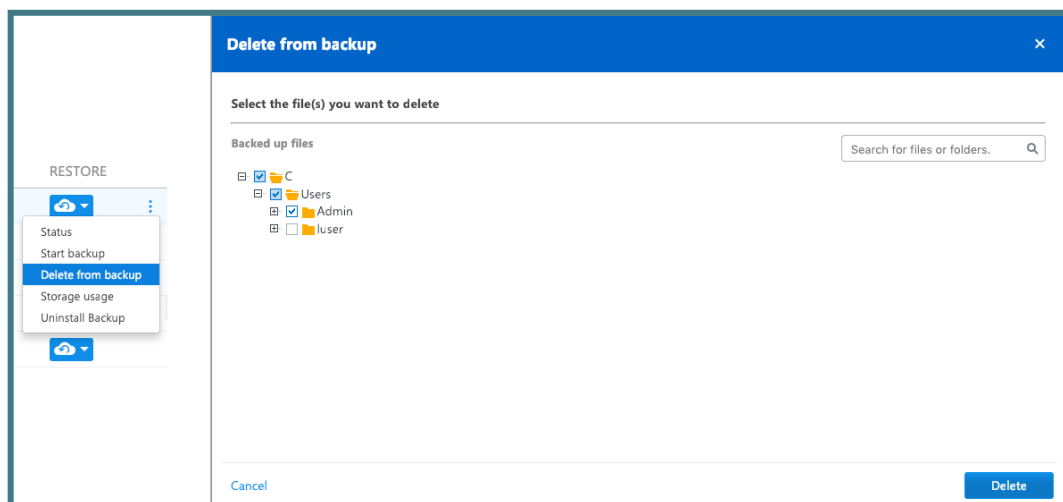 Delete from backup
Select the file(s) you want to delete
Backed up files
Search for files or folders.
C
Users
Admin
luser
RESTORE
Status
Start backup
Delete from backup
Storage usage
Uninstall Backup
Cancel
Delete